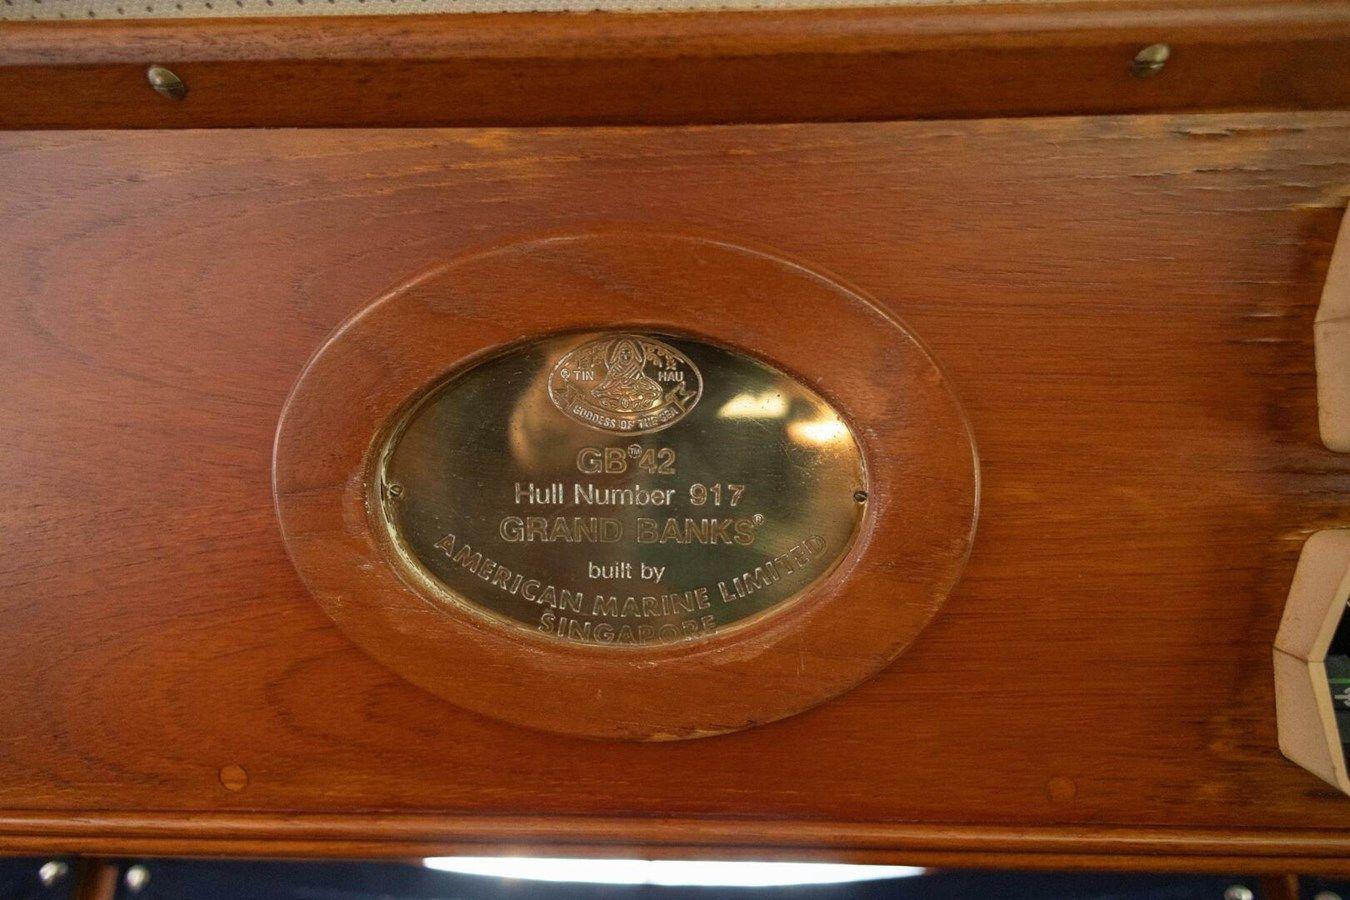 ® TIN HAU
GODDESS OF THE SEA
GB™42
Hull Number 917
GRAND BANKS®
built by
AMERICAN MARINE LIMITED
SINGAPORE